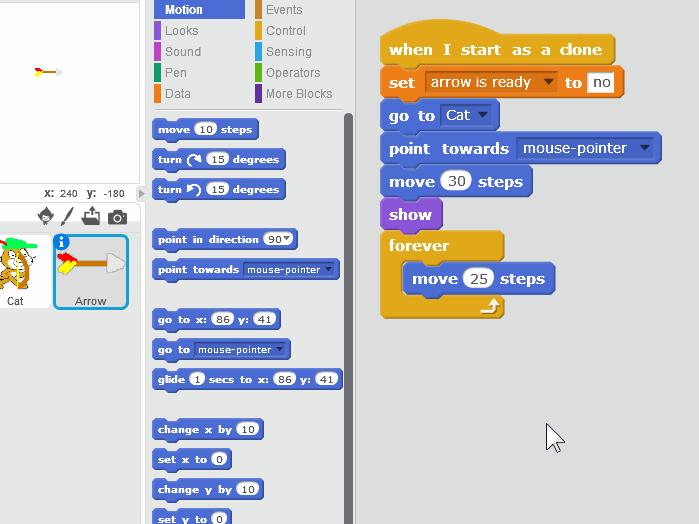 Motion
Events
Looks
Control
Sound
Sensing
Pen
Operators
Data
More Blocks
x: 240 y: -180
Cat
Arrow
move 10 steps
turn 15 degrees
turn 15 degrees
point in direction 90
point towards mouse-pointer
go to x: 86 y: 41
go to mouse-pointer
glide 1 secs to x: 86 y: 41
change x by 10
set x to 0
change y by 10
set y to 0
when I start as a clone
set arrow is ready to no
go to Cat
point towards mouse-pointer
move 30 steps
show
forever
move 25 steps